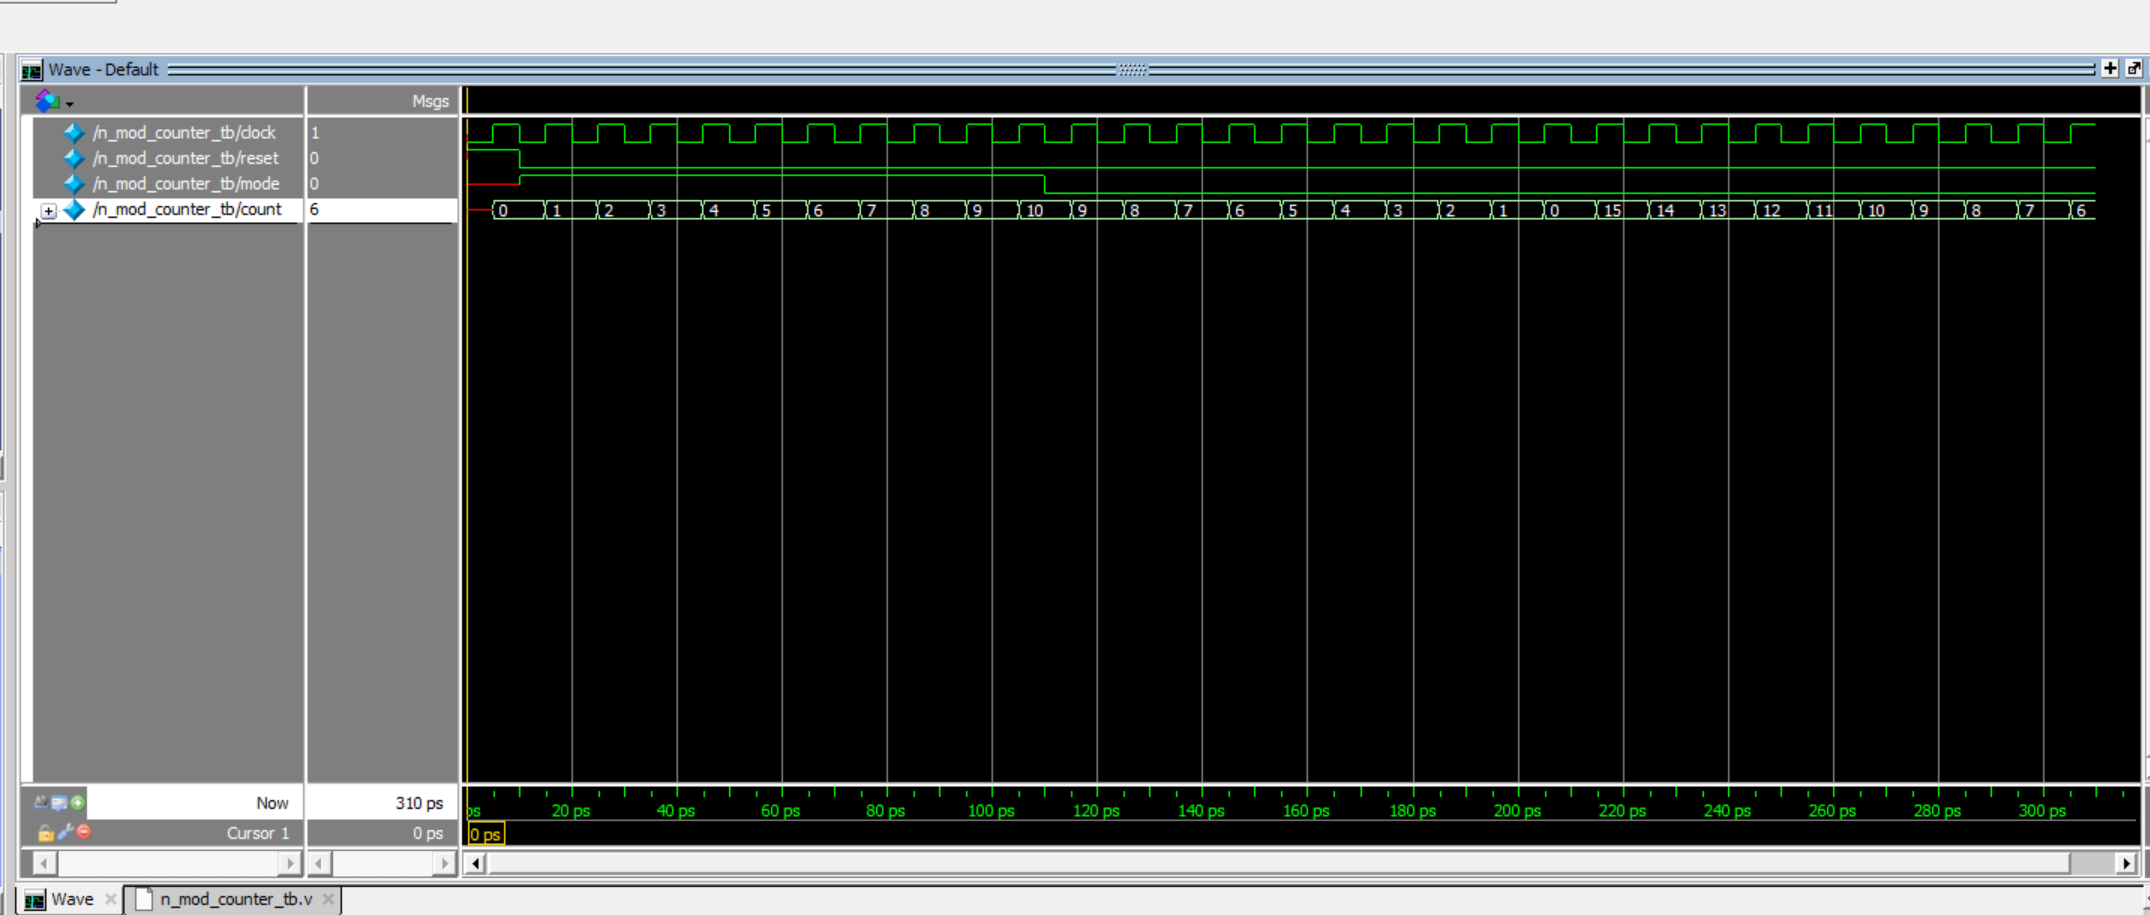 Wave - Default
Msgs
/n_mod_counter_tb/clock 1
/n_mod_counter_tb/reset 0
/n_mod_counter_tb/mode 0
/n_mod_counter_tb/count 6 0 1 2 3 4 5 6 7 8 9 10 9 8 7 6 5 4 3 2 1 0 15 14 13 12 11 10 9 8 7 6
Now 310 ps ps 20 ps 40 ps 60 ps 80 ps 100 ps 120 ps 140 ps 160 ps 180 ps 200 ps 220 ps 240 ps 260 ps 280 ps 300 ps
Cursor 1 0 ps 0 ps
Wave n_mod_counter_tb.v